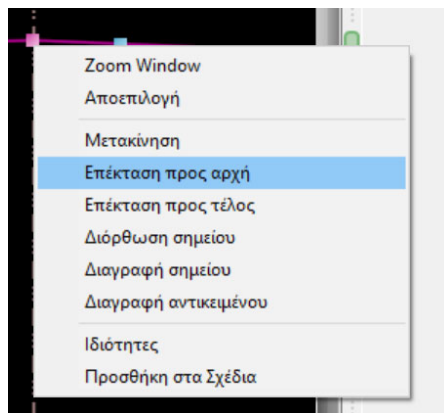 Zoom Window
Αποεπιλογή
Μετακίνηση
Επέκταση προς αρχή
Επέκταση προς τέλος
Διόρθωση σημείου
Διαγραφή σημείου
Διαγραφή αντικειμένου
Ιδιότητες
Προσθήκη στα Σχέδια